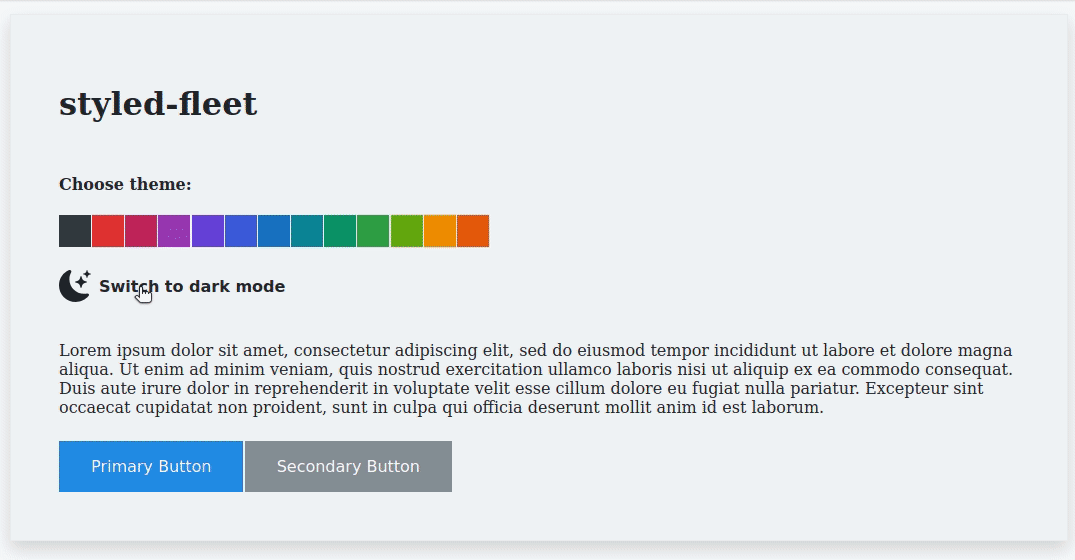 styled-fleet
Choose theme:
Switch to dark mode
Lorem ipsum dolor sit amet, consectetur adipiscing elit, sed do eiusmod tempor incididunt ut labore et dolore magna
aliqua. Ut enim ad minim veniam, quis nostrud exercitation ullamco laboris nisi ut aliquip ex ea commodo consequat.
Duis aute irure dolor in reprehenderit in voluptate velit esse cillum dolore eu fugiat nulla pariatur. Excepteur sint
occaecat cupidatat non proident, sunt in culpa qui officia deserunt mollit anim id est laborum.
Primary Button Secondary Button